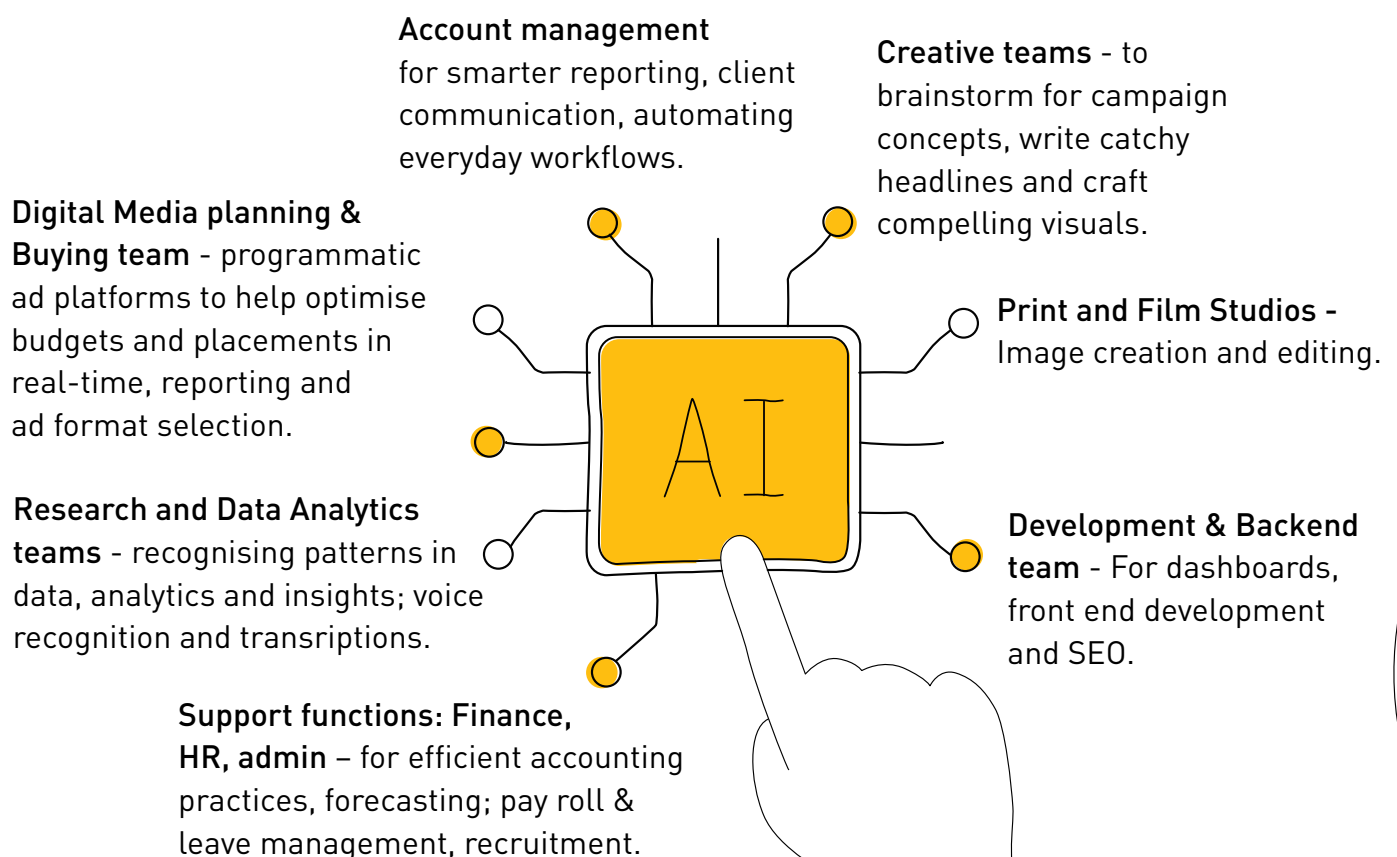 Account management
for smarter reporting, client
communication, automating
everyday workflows.
Creative teams - to
brainstorm for campaign
concepts, write catchy
headlines and craft
compelling visuals.
Digital Media planning &
Buying team - programmatic
ad platforms to help optimise
budgets and placements in
real-time, reporting and
ad format selection.
Print and Film Studios -
Image creation and editing.
AI
Research and Data Analytics
teams - recognising patterns in
data, analytics and insights; voice
recognition and transriptions.
Development & Backend
team - For dashboards,
front end development
and SEO.
Support functions: Finance,
HR, admin – for efficient accounting
practices, forecasting; pay roll &
leave management, recruitment.